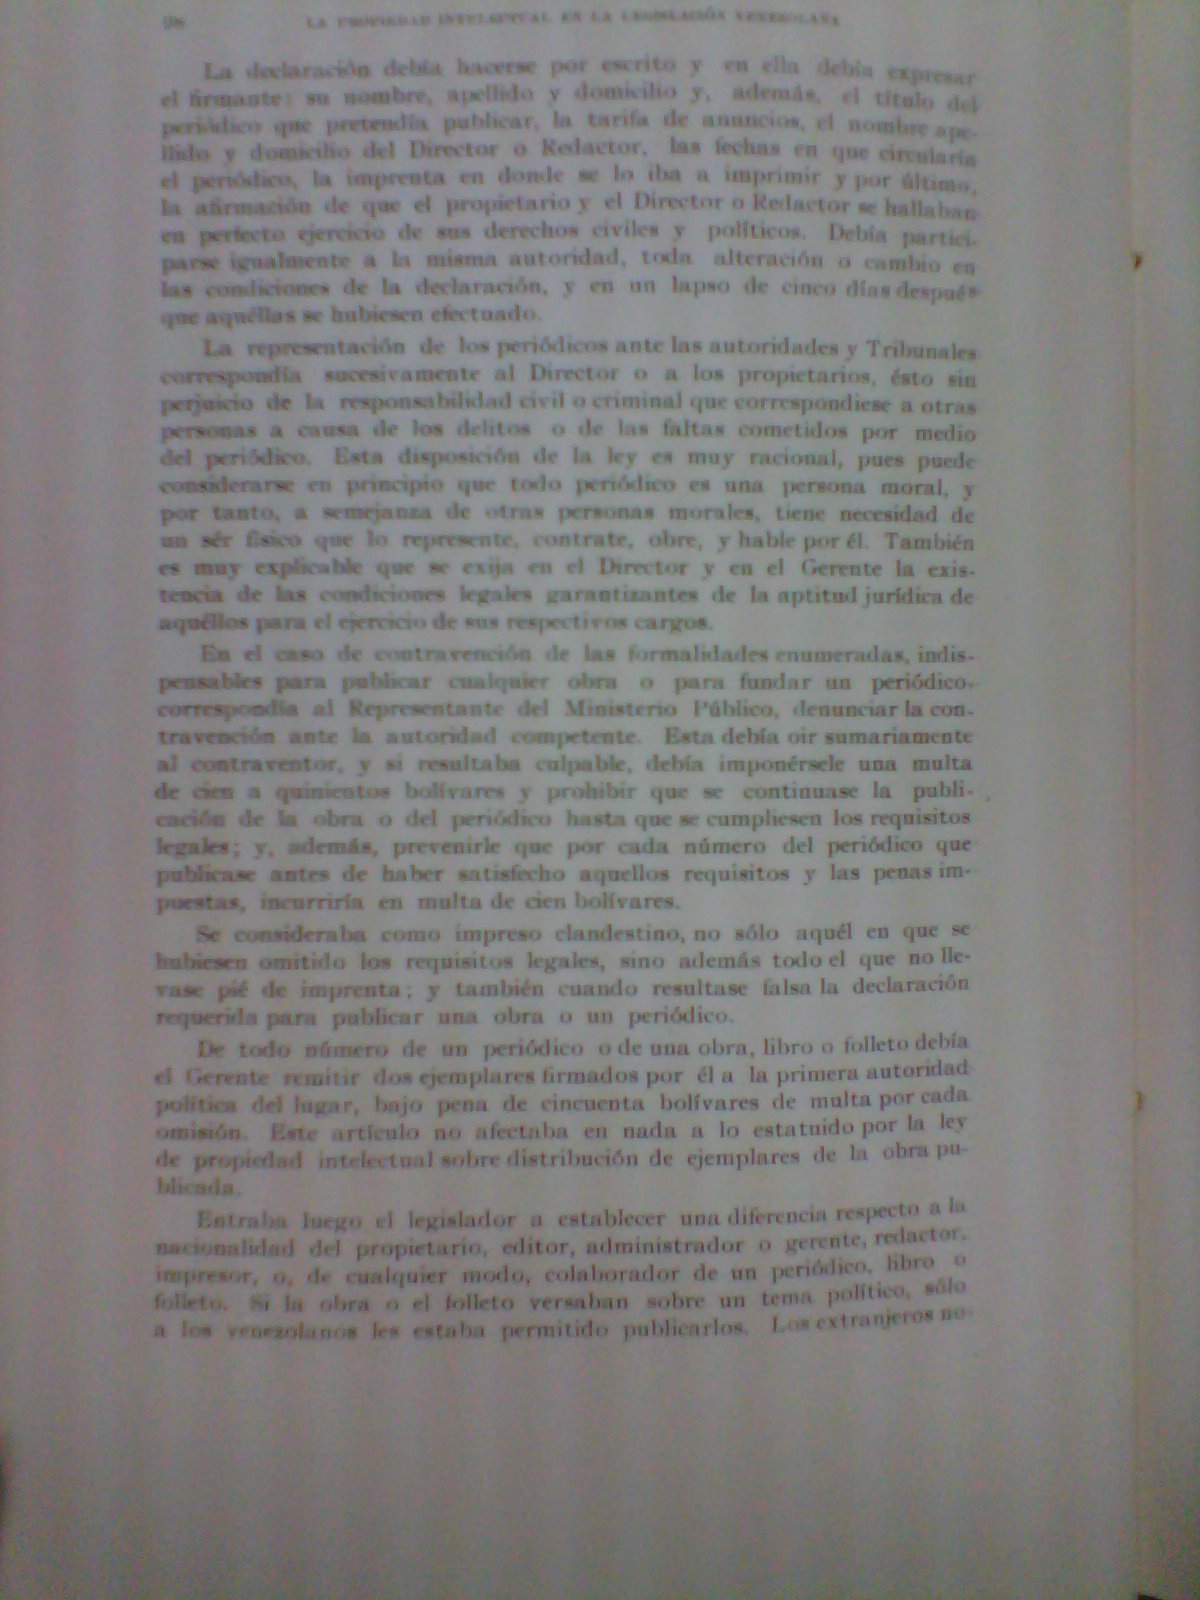 LA PROPIEDAD INTELECTUAL EN LA LEGISLACIÓN VENEZOLANA
La declaración debía hacerse por escrito y en ella debía expresar
el firmante: su nombre, apellido y domicilio y, además, el título del
periódico que pretendía publicar, la tarifa de anuncios, el nombre ape-
llido y domicilio del Director o Redactor, las fechas en que circularía
el periódico, la imprenta en donde se lo iba a imprimir y por último,
la afirmación de que el propietario y el Director o Redactor se hallaban
en perfecto ejercicio de sus derechos civiles y políticos. Debía partici-
parse igualmente a la misma autoridad, toda alteración o cambio en
las condiciones de la declaración, y en un lapso de cinco días después
que aquéllas se hubiesen efectuado.
La representación de los periódicos ante las autoridades y Tribunales
correspondía sucesivamente al Director o a los propietarios, ésto sin
perjuicio de la responsabilidad civil o criminal que correspondiese a otras
personas a causa de los delitos o de las faltas cometidos por medio
del periódico. Esta disposición de la ley es muy racional, pues puede
considerarse en principio que todo periódico es una persona moral, y
por tanto, a semejanza de otras personas morales, tiene necesidad de
un sér físico que lo represente, contrate, obre, y hable por él. También
es muy explicable que se exija en el Director y en el Gerente la exis-
tencia de las condiciones legales garantizantes de la aptitud jurídica de
aquéllos para el ejercicio de sus respectivos cargos.
En el caso de contravención de las formalidades enumeradas, indis-
pensables para publicar cualquier obra o para fundar un periódico,
correspondía al Representante del Ministerio Público, denunciar la con-
travención ante la autoridad competente. Esta debía oir sumariamente
al contraventor, y si resultaba culpable, debía imponérsele una multa
de cien a quinientos bolívares y prohibir que se continuase la publi-
cación de la obra o del periódico hasta que se cumpliesen los requisitos
legales; y, además, prevenirle que por cada número del periódico que
publicase antes de haber satisfecho aquellos requisitos y las penas im-
puestas, incurriría en multa de cien bolívares.
Se consideraba como impreso clandestino, no sólo aquél en que se
hubiesen omitido los requisitos legales, sino además todo el que no lle-
vase pié de imprenta; y también cuando resultase falsa la declaración
requerida para publicar una obra o un periódico.
De todo número de un periódico o de una obra, libro o folleto debía
el Gerente remitir dos ejemplares firmados por él a la primera autoridad
política del lugar, bajo pena de cincuenta bolívares de multa por cada
omisión. Este artículo no afectaba en nada a lo estatuido por la ley
de propiedad intelectual sobre distribución de ejemplares de la obra pu-
blicada.
Entraba luego el legislador a establecer una diferencia respecto a la
nacionalidad del propietario, editor, administrador o gerente, redactor,
impresor, o, de cualquier modo, colaborador de un periódico, libro o
folleto. Si la obra o el folleto versaban sobre un tema político, sólo
a los venezolanos les estaba permitido publicarlos. Los extranjeros no